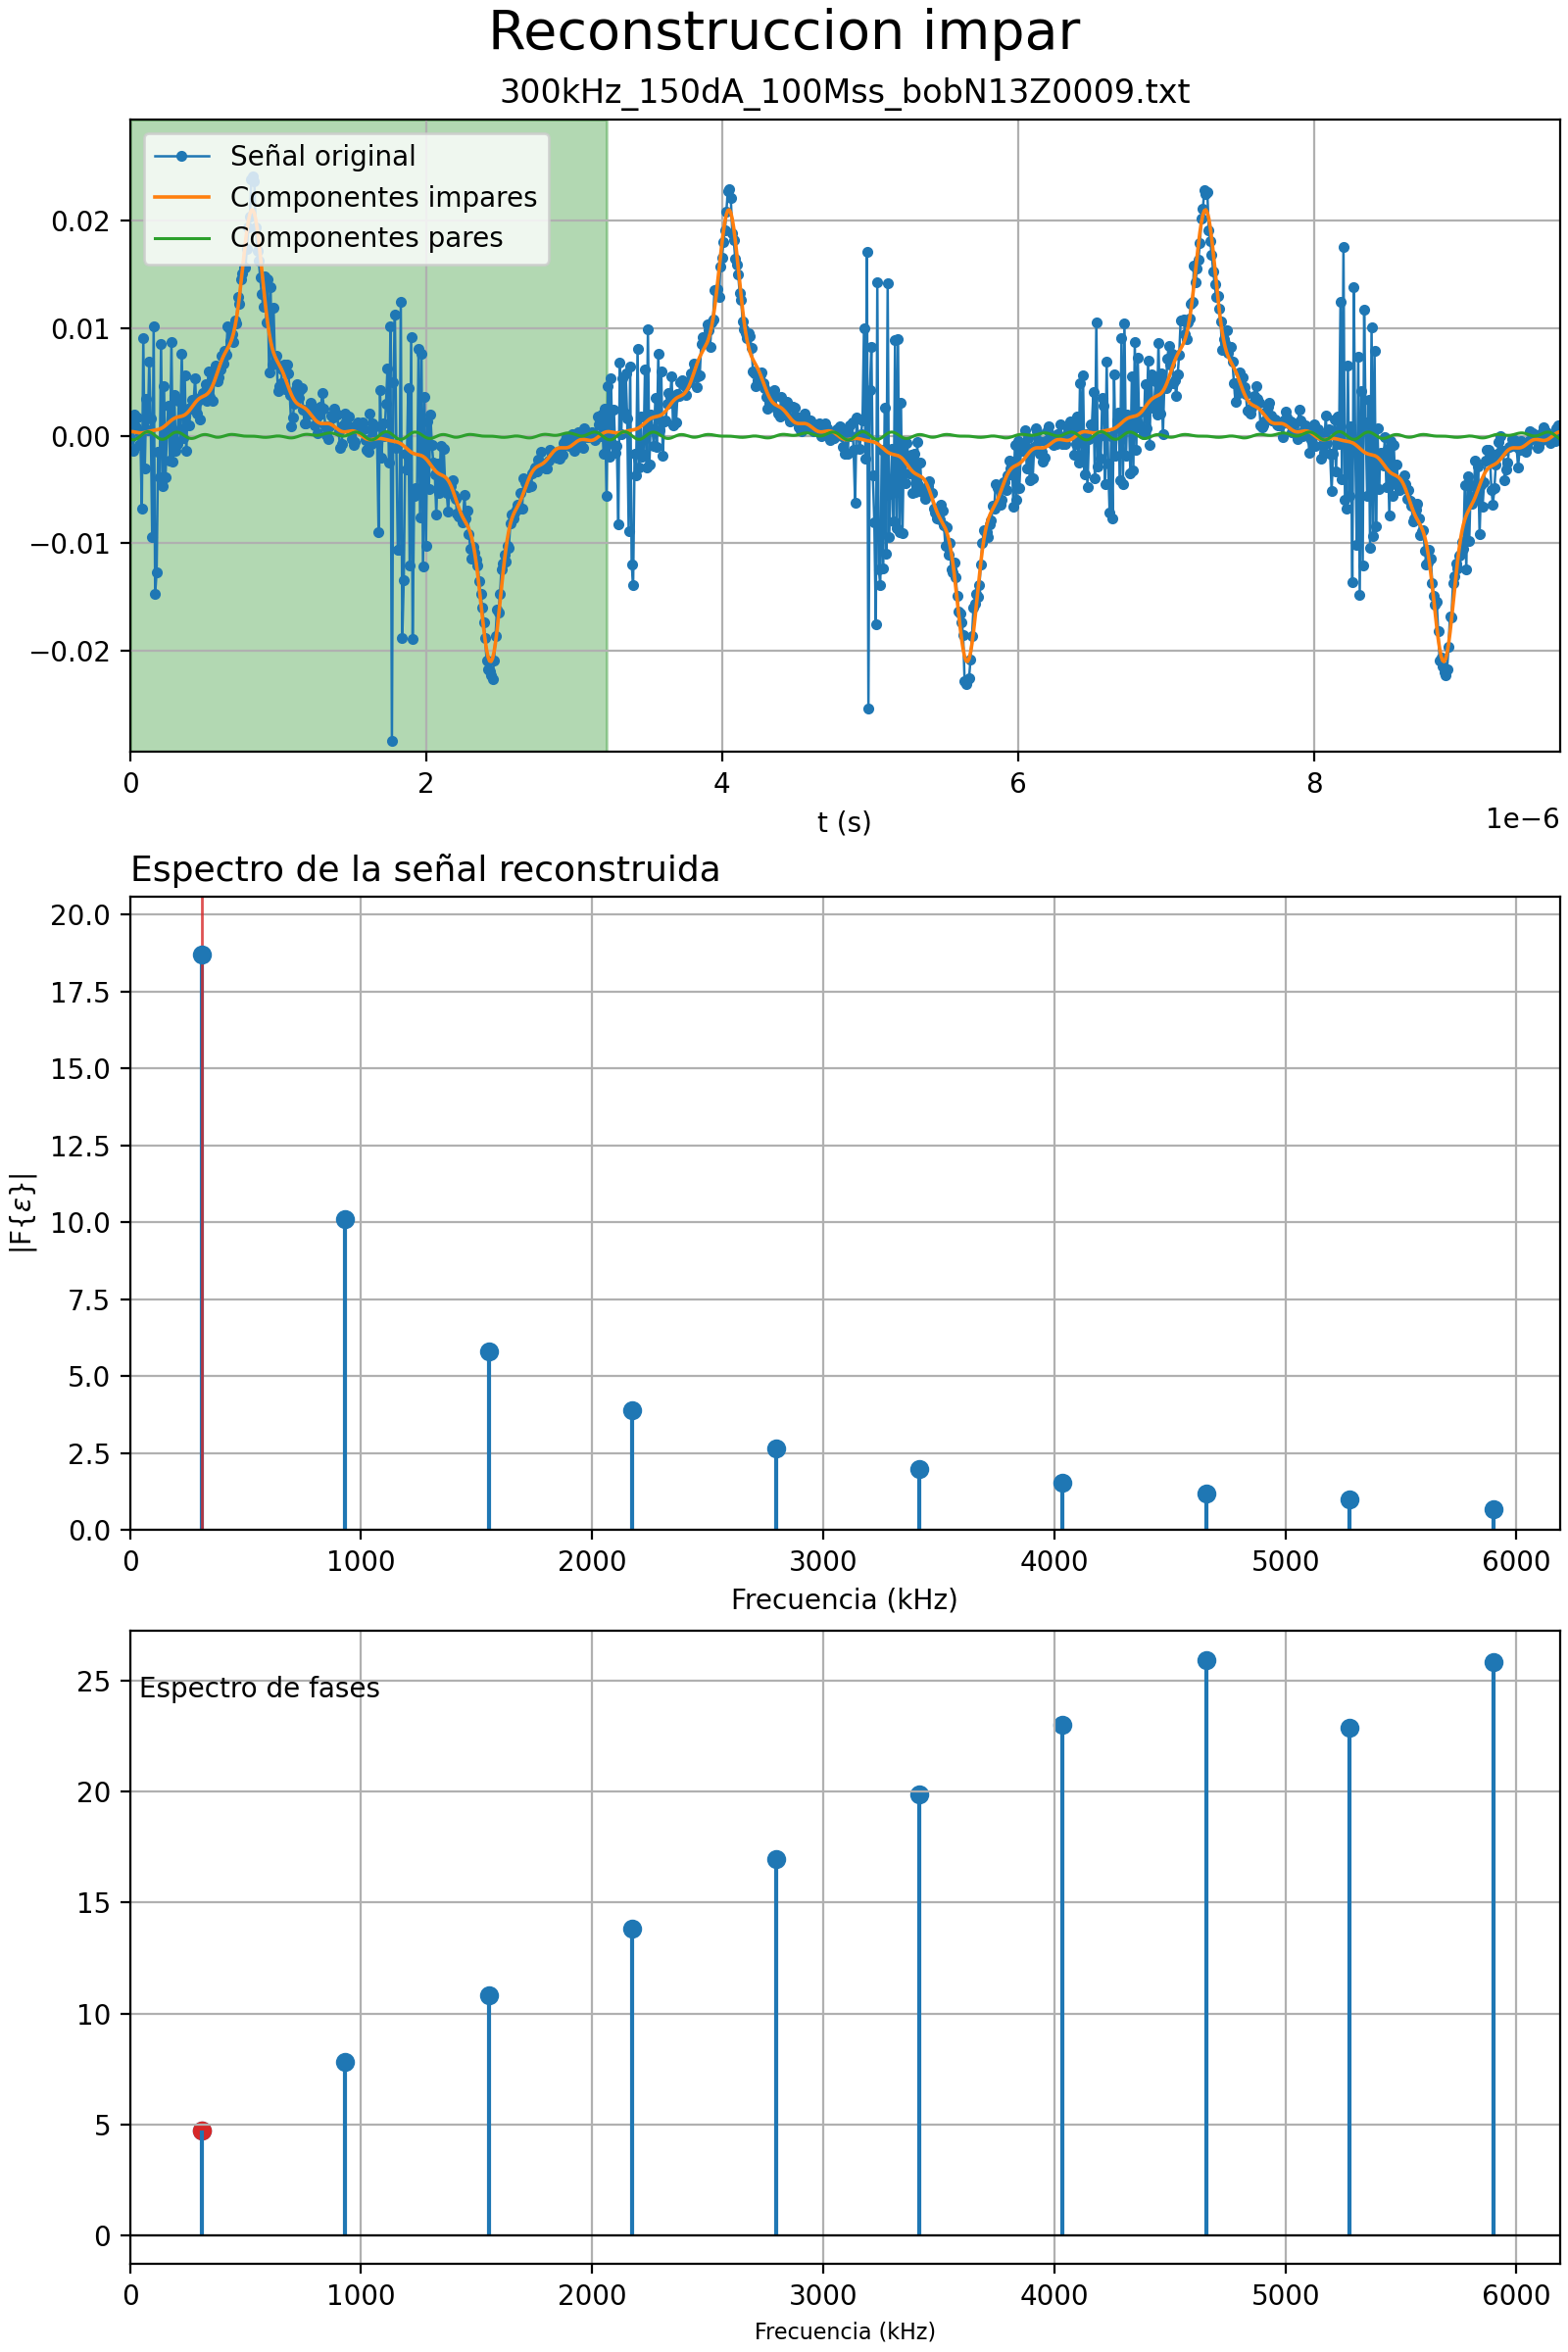 Reconstruccion impar
300kHz_150dA_100Mss_bobN13Z0009.txt
Señal original
Componentes impares
Componentes pares
0.02
0.01
0.00
−0.01
−0.02
0 2 4 6 8
t (s)
1e−6
Espectro de la señal reconstruida
20.0
17.5
15.0
12.5
10.0
7.5
5.0
2.5
0.0
|F{ε}|
0 1000 2000 3000 4000 5000 6000
Frecuencia (kHz)
Espectro de fases
25
20
15
10
5
0
0 1000 2000 3000 4000 5000 6000
Frecuencia (kHz)